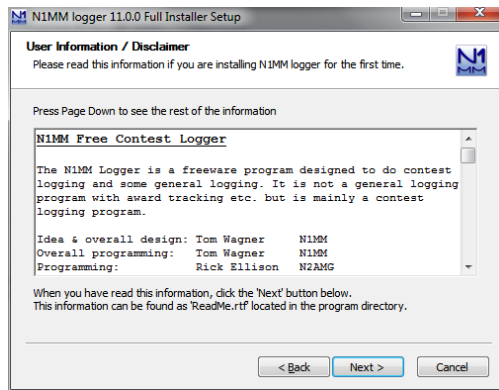 N1MM logger 11.0.0 Full Installer Setup
User Information / Disclaimer
Please read this information if you are installing N1MM logger for the first time.
N1
MM
Press Page Down to see the rest of the information
N1MM Free Contest Logger
The N1MM Logger is a freeware program designed to do contest
logging and some general logging. It is not a general logging
program with award tracking etc. but is mainly a contest
logging program.
Idea & overall design: Tom Wagner N1MM
Overall programming: Tom Wagner N1MM
Programming: Rick Ellison N2AMG
When you have read this information, click the 'Next' button below.
This information can be found as 'ReadMe.rtf' located in the program directory.
< Back Next > Cancel